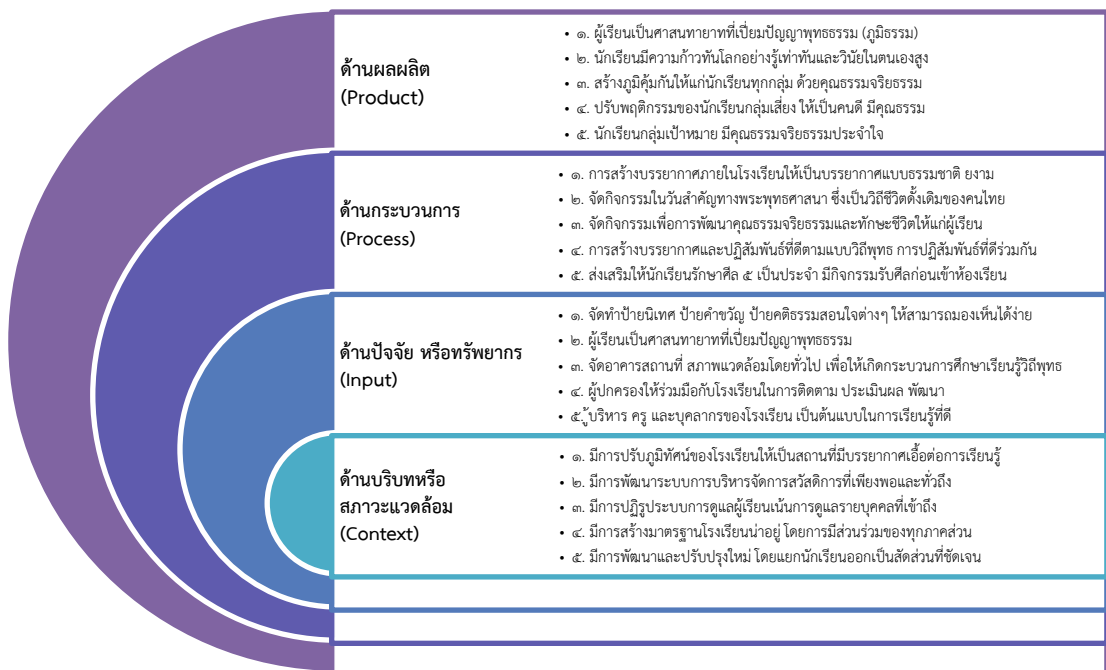 ด้านผลผลิต
(Product)
• ๑. ผู้เรียนเป็นศาสนทายาทที่เปี่ยมปัญญาพุทธธรรม (ภูมิธรรม)
• ๒. นักเรียนมีความก้าวทันโลกอย่างรู้เท่าทันและวินัยในตนเองสูง
• ๓. สร้างภูมิคุ้มกันให้แก่นักเรียนทุกกลุ่ม ด้วยคุณธรรมจริยธรรม
• ๔. ปรับพฤติกรรมของนักเรียนกลุ่มเสี่ยง ให้เป็นคนดี มีคุณธรรม
• ๕. นักเรียนกลุ่มเป้าหมาย มีคุณธรรมจริยธรรมประจำใจ
ด้านกระบวนการ
(Process)
• ๑. การสร้างบรรยากาศภายในโรงเรียนให้เป็นบรรยากาศแบบธรรมชาติ ยงาม
• ๒. จัดกิจกรรมในวันสำคัญทางพระพุทธศาสนา ซึ่งเป็นวิถีชีวิตดั้งเดิมของคนไทย
• ๓. จัดกิจกรรมเพื่อการพัฒนาคุณธรรมจริยธรรมและทักษะชีวิตให้แก่ผู้เรียน
• ๔. การสร้างบรรยากาศและปฏิสัมพันธ์ที่ดีตามแบบวิถีพุทธ การปฏิสัมพันธ์ที่ดีร่วมกัน
• ๕. ส่งเสริมให้นักเรียนรักษาศีล ๕ เป็นประจำ มีกิจกรรมรับศีลก่อนเข้าห้องเรียน
ด้านปัจจัย หรือทรัพยากร
(Input)
• ๑. จัดทำป้ายนิเทศ ป้ายคำขวัญ ป้ายคติธรรมสอนใจต่างๆ ให้สามารถมองเห็นได้ง่าย
• ๒. ผู้เรียนเป็นศาสนทายาทที่เปี่ยมปัญญาพุทธธรรม
• ๓. จัดอาคารสถานที่ สภาพแวดล้อมโดยทั่วไป เพื่อให้เกิดกระบวนการศึกษาเรียนรู้วิถีพุทธ
• ๔. ผู้ปกครองให้ร่วมมือกับโรงเรียนในการติดตาม ประเมินผล พัฒนา
• ๕. ู้บริหาร ครู และบุคลากรของโรงเรียน เป็นต้นแบบในการเรียนรู้ที่ดี
ด้านบริบทหรือ
สภาวะแวดล้อม
(Context)
• ๑. มีการปรับภูมิทัศน์ของโรงเรียนให้เป็นสถานที่มีบรรยากาศเอื้อต่อการเรียนรู้
• ๒. มีการพัฒนาระบบการบริหารจัดการสวัสดิการที่เพียงพอและทั่วถึง
• ๓. มีการปฏิรูประบบการดูแลผู้เรียนเน้นการดูแลรายบุคคลที่เข้าถึง
• ๔. มีการสร้างมาตรฐานโรงเรียนน่าอยู่ โดยการมีส่วนร่วมของทุกภาคส่วน
• ๕. มีการพัฒนาและปรับปรุงใหม่ โดยแยกนักเรียนออกเป็นสัดส่วนที่ชัดเจน